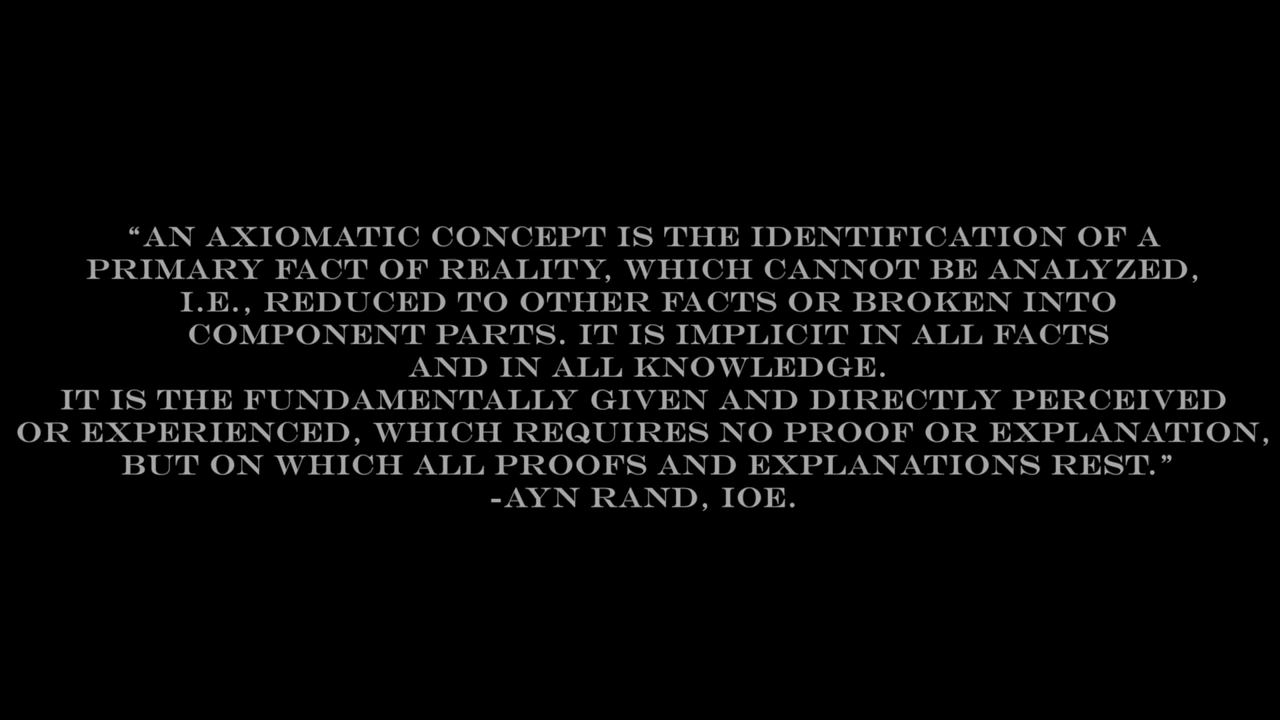 “AN AXIOMATIC CONCEPT IS THE IDENTIFICATION OF A
PRIMARY FACT OF REALITY, WHICH CANNOT BE ANALYZED,
I.E., REDUCED TO OTHER FACTS OR BROKEN INTO
COMPONENT PARTS. IT IS IMPLICIT IN ALL FACTS
AND IN ALL KNOWLEDGE.
IT IS THE FUNDAMENTALLY GIVEN AND DIRECTLY PERCEIVED
OR EXPERIENCED, WHICH REQUIRES NO PROOF OR EXPLANATION,
BUT ON WHICH ALL PROOFS AND EXPLANATIONS REST.”
-AYN RAND, IOE.